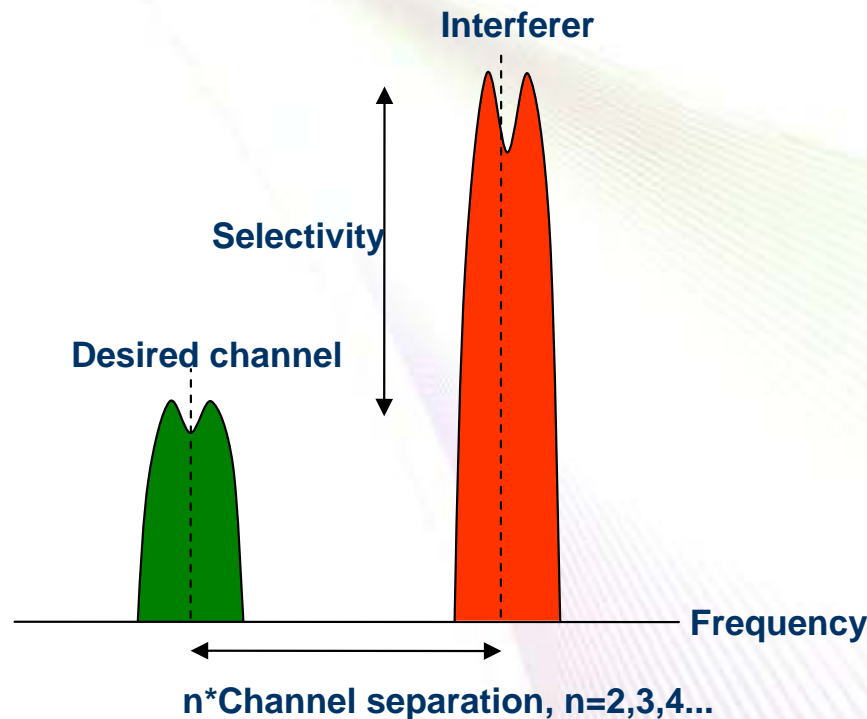 Interferer
Selectivity
Desired channel
Frequency
n*Channel separation, n=2,3,4...